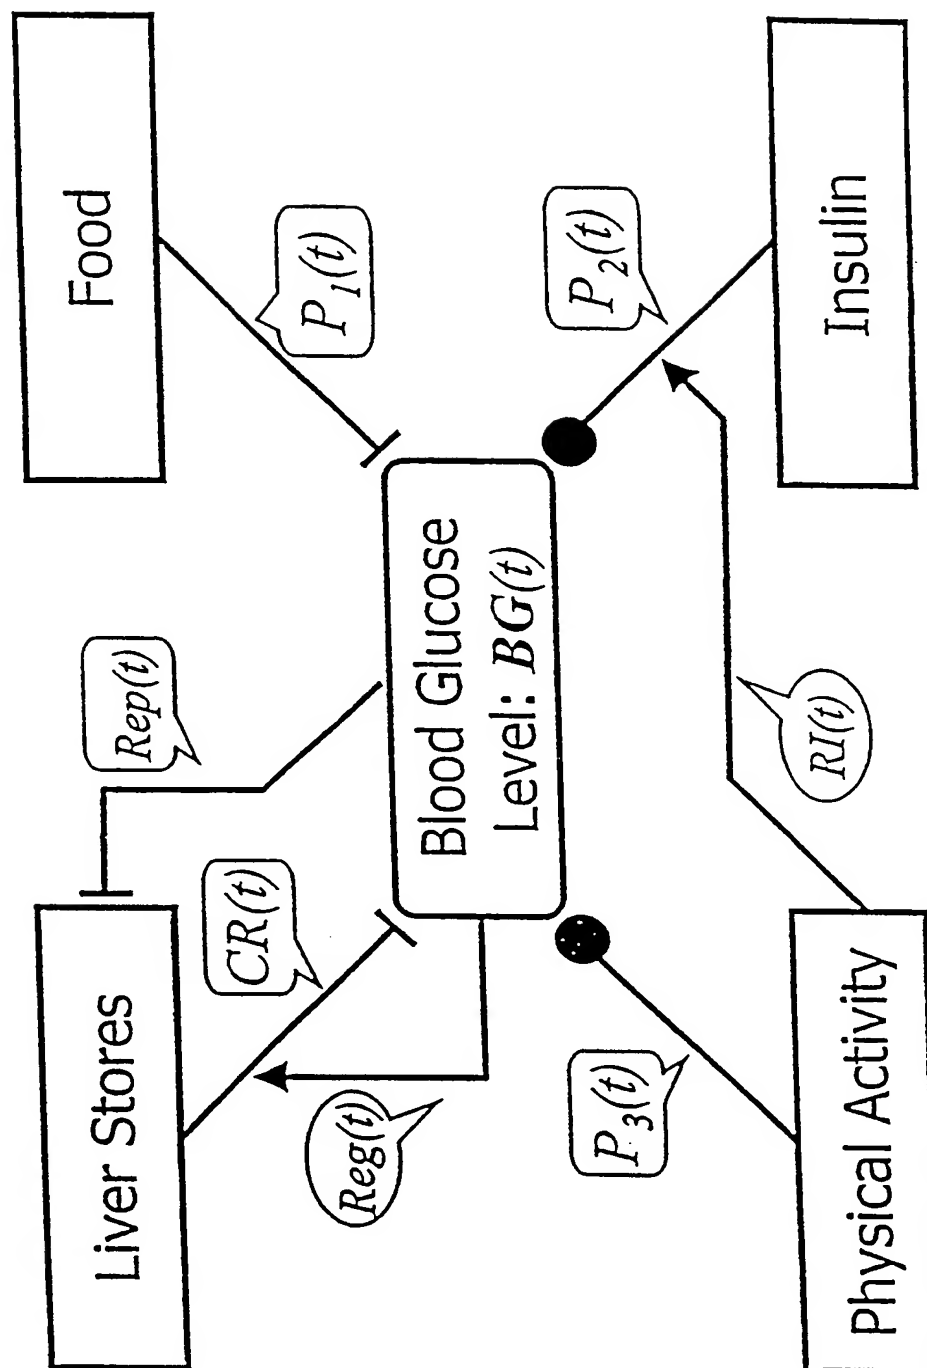 Liver Stores
Food
Rep(t)
CR(t)
P1(t)
Reg(t)
Blood Glucose
Level: BG(t)
P3(t)
P2(t)
RI(t)
Physical Activity
Insulin